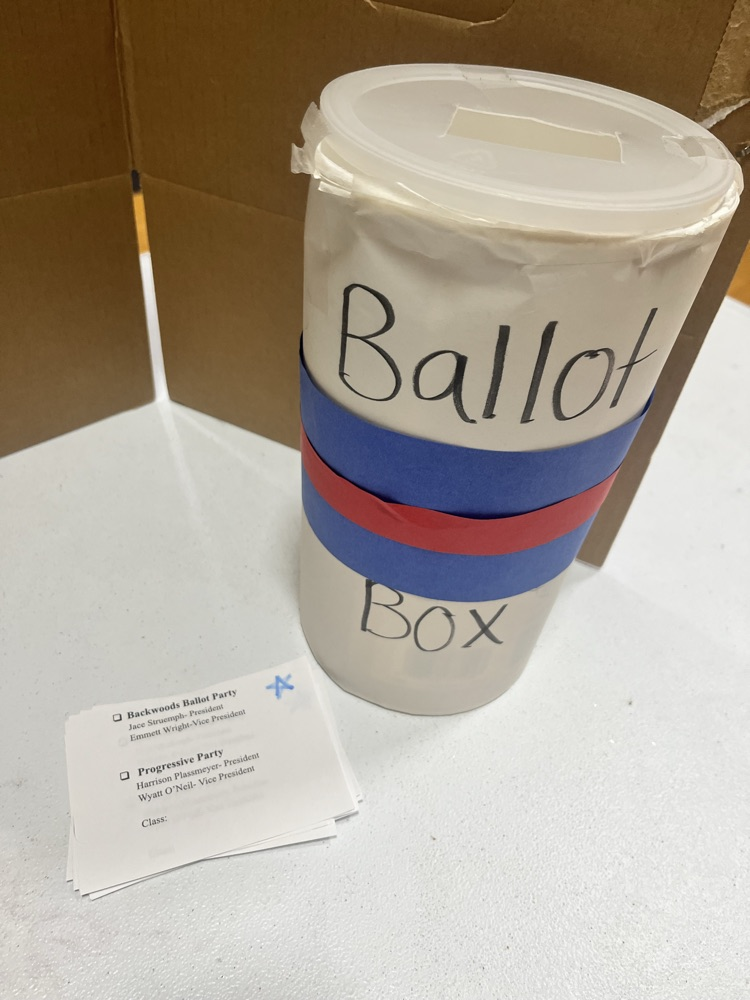 Ballot
Box
Backwoods Ballot Party
Jace Struemph- President
Emmett Wright-Vice President
Progressive Party
Harrison Plassmeyer- President
Wyatt O'Neil- Vice President
Class: